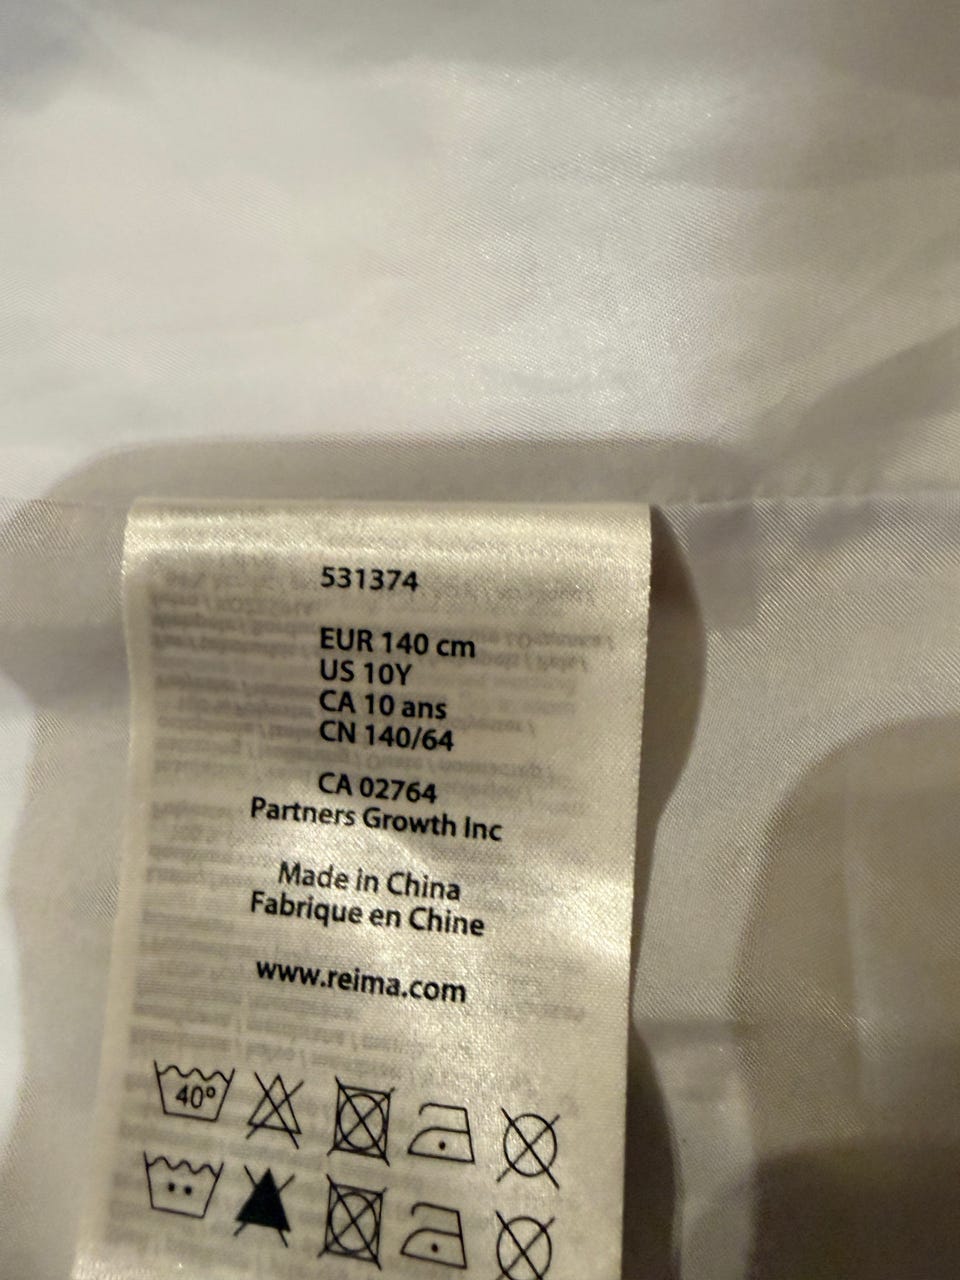 531374
EUR 140 cm
US 10Y
CA 10 ans
CN 140/64
CA 02764
Partners Growth Inc
Made in China
Fabrique en Chine
www.reima.com
40°